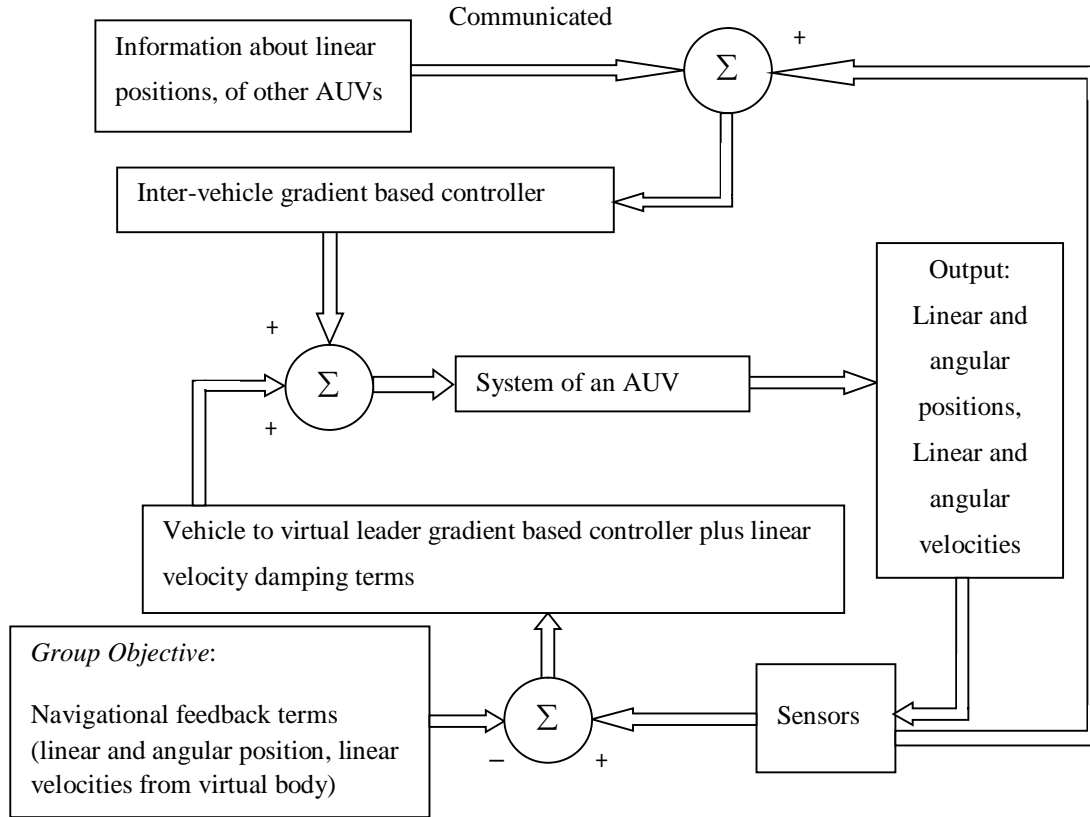 Communicated
Information about linear
positions, of other AUVs
Σ
+
Inter-vehicle gradient based controller
+
Σ
+
System of an AUV
Output:
Linear and
angular
positions,
Linear and
angular
velocities
Vehicle to virtual leader gradient based controller plus linear
velocity damping terms
Group Objective:
Navigational feedback terms
(linear and angular position, linear
velocities from virtual body)
Σ
–
+
Sensors